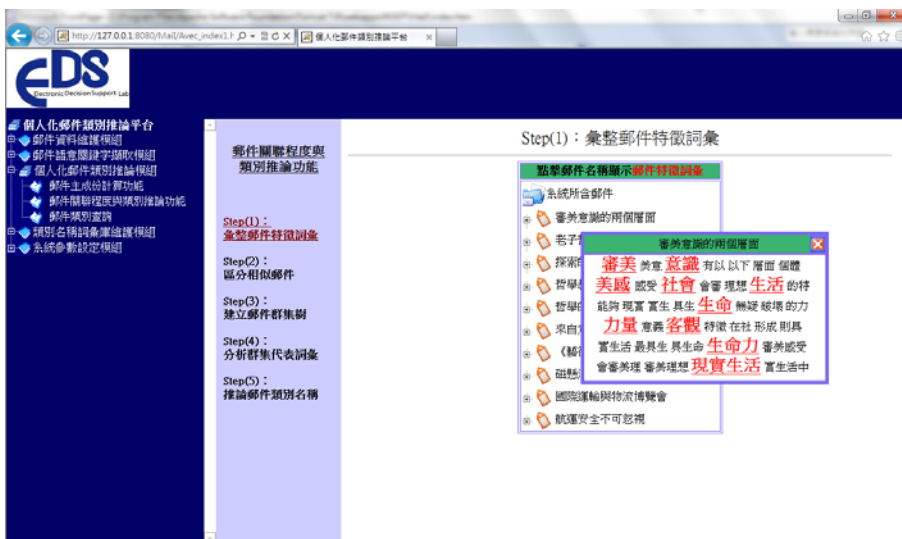 http://127.0.0.1:8080/Mail/Avec_index1.h
個人化郵件類別推論平台
EDS
Electronic Decision Support Lab
個人化郵件類別推論平台
郵件資料維護模組
郵件語意關鍵字擷取模組
個人化郵件類別推論模組
郵件主成份計算功能
郵件關聯程度與類別推論功能
郵件類別查詢
類別名稱詞彙庫維護模組
系統參數設定模組
郵件關聯程度與
類別推論功能
Step(1)：
彙整郵件特徵詞彙
Step(2)：
區分相似郵件
Step(3)：
建立郵件群集樹
Step(4)：
分析群集代表詞彙
Step(5)：
推論郵件類別名稱
Step(1)：彙整郵件特徵詞彙
點擊郵件名稱顯示郵件特徵詞彙
系統所含郵件
審美意識的兩個層面
老子
探索
哲學
哲學
來自
國際運輸與物流博覽會
航運安全不可忽視
審美意識的兩個層面
審美 美意 意識 有以 以下 層面 個體
美感 感受 社會 會審 理想 生活 的特
能夠 現富 富生 具生 生命 無疑 破壞 的力
力量 意義 客觀 特徵 在社 形成 則具
富生活 最具生 具生命 生命力 審美感受
會審美理 審美理想 現實生活 富生活中